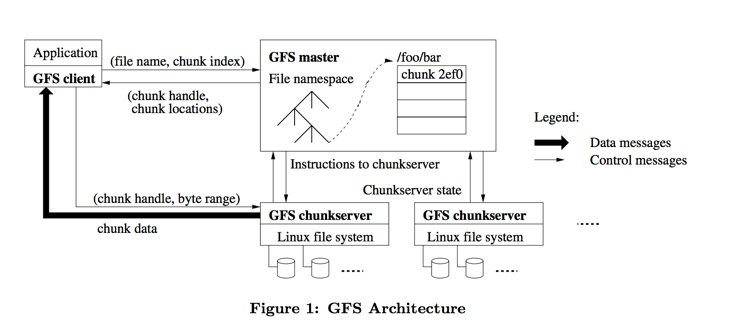 Application
GFS client
(file name, chunk index)
(chunk handle,
chunk locations)
GFS master
File namespace
/foo/bar
chunk 2ef0
Legend:
Data messages
Control messages
Instructions to chunkserver
Chunkserver state
(chunk handle, byte range)
chunk data
GFS chunkserver
Linux file system
GFS chunkserver
Linux file system
Figure 1: GFS Architecture